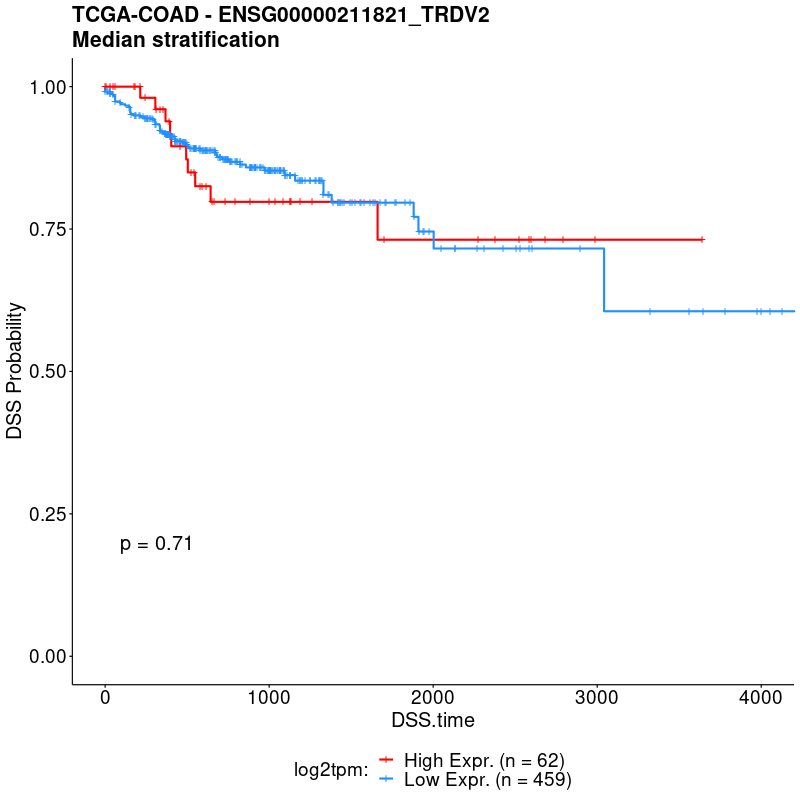 TCGA-COAD - ENSG00000211821_TRDV2
Median stratification
1.00
0.75
0.50
0.25
0.00
DSS Probability
p = 0.71
0 1000 2000 3000 4000
DSS.time
log2tpm:
High Expr. (n = 62)
Low Expr. (n = 459)